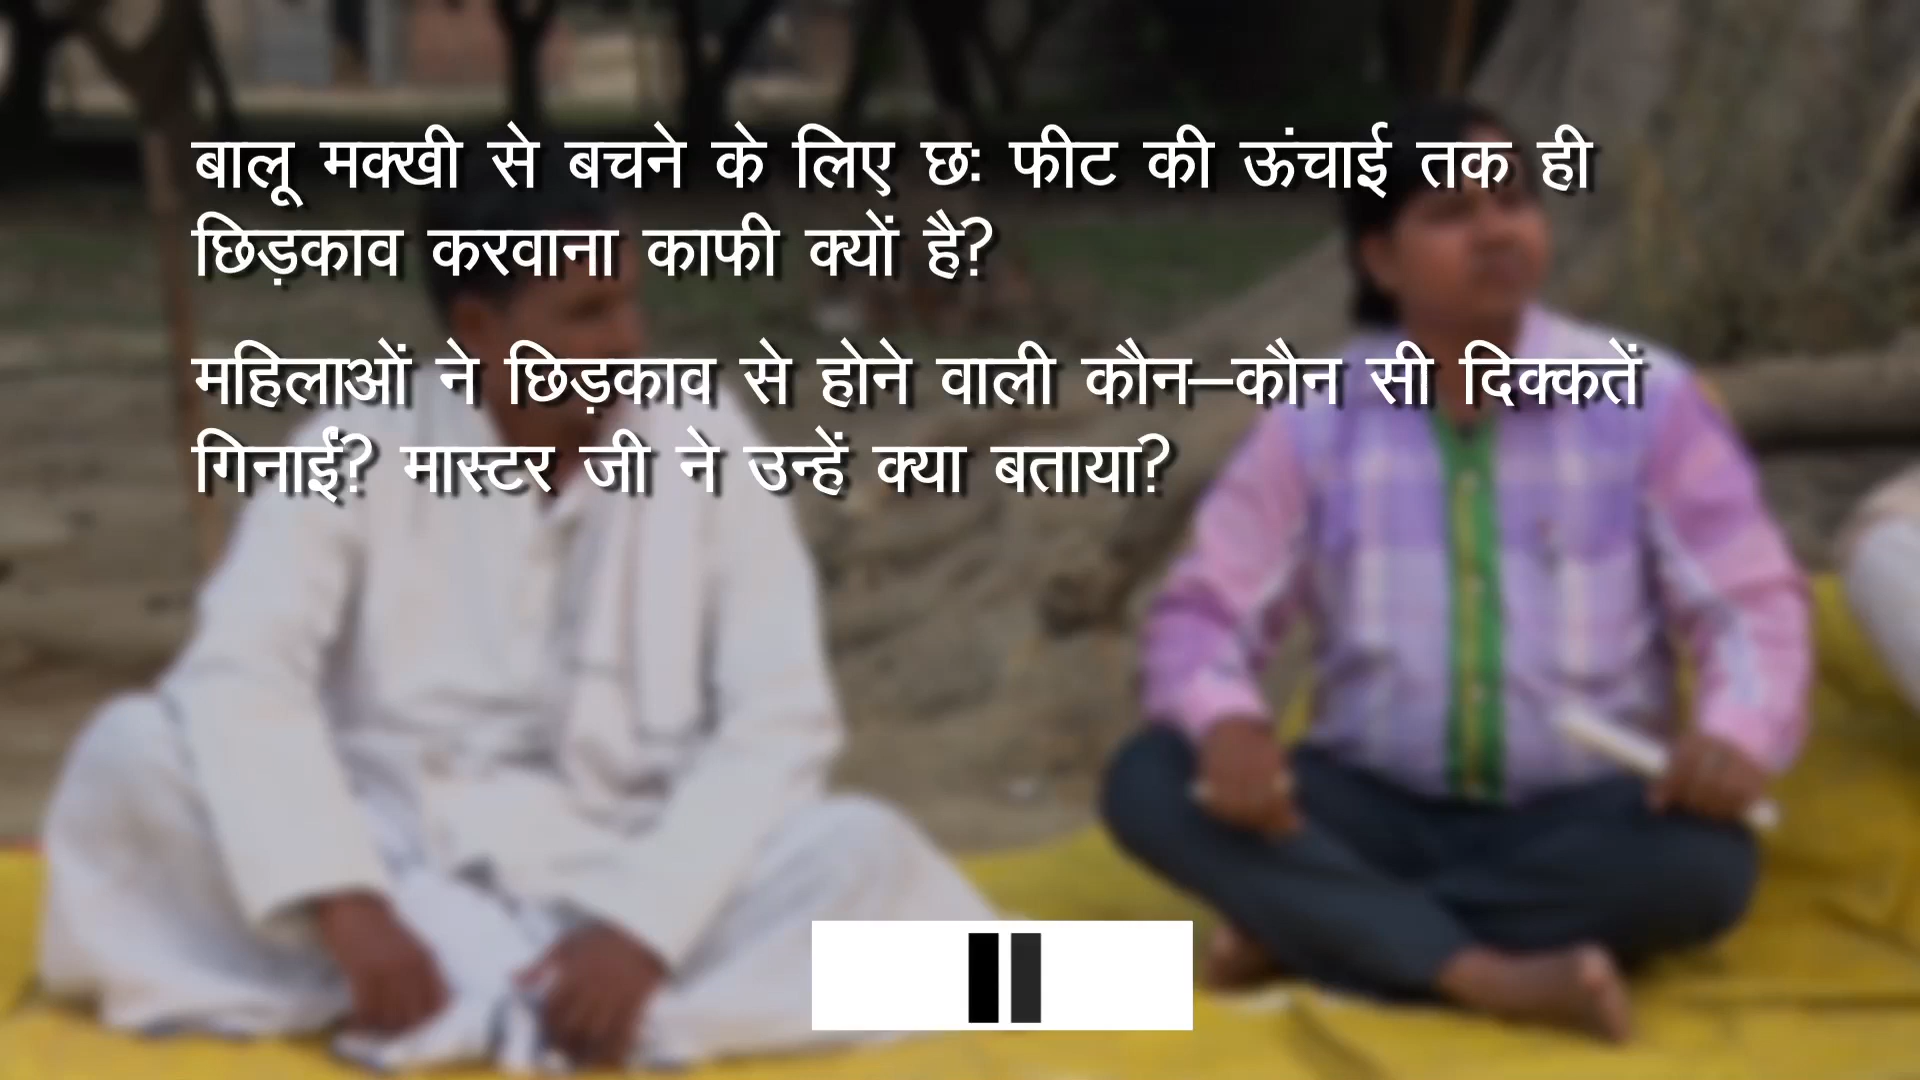 बालू मक्खी से बचने के लिए छः फीट की ऊंचाई तक ही
छिड़काव करवाना काफी क्यों है?
महिलाओं ने छिड़काव से होने वाली कौन–कौन सी दिक्कतें
गिनाईं? मास्टर जी ने उन्हें क्या बताया?